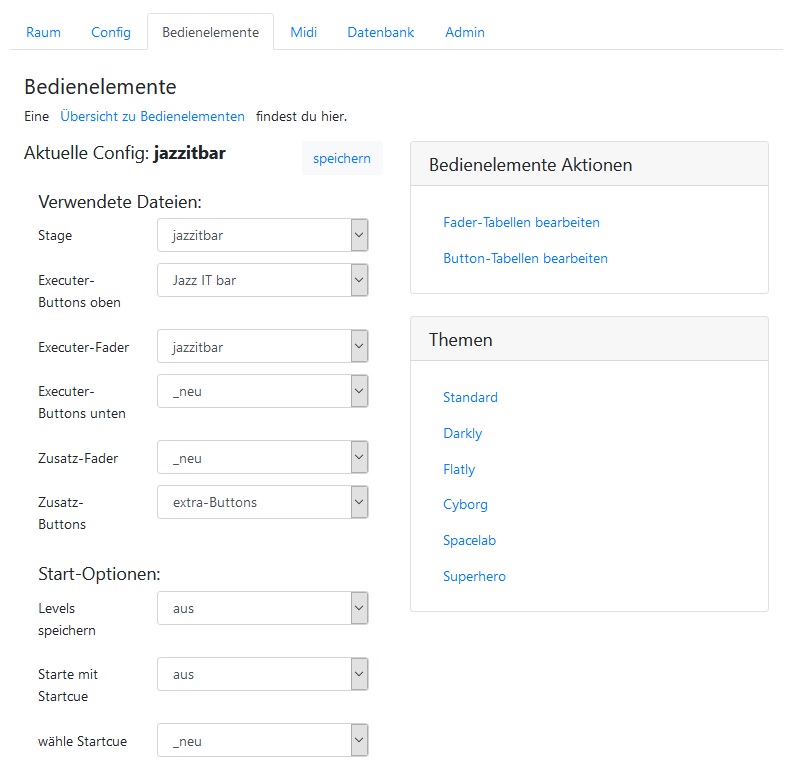 Raum Config Bedienelemente Midi Datenbank Admin
Bedienelemente
Eine Übersicht zu Bedienelementen findest du hier.
Aktuelle Config: jazzitbar speichern
Verwendete Dateien:
Stage jazzitbar
Executer-
Buttons oben
Jazz IT bar
Executer-Fader jazzitbar
Executer-
Buttons unten
_neu
Zusatz-Fader _neu
Zusatz-
Buttons
extra-Buttons
Start-Optionen:
Levels
speichern
aus
Starte mit
Startcue
aus
wähle Startcue _neu
Bedienelemente Aktionen
Fader-Tabellen bearbeiten
Button-Tabellen bearbeiten
Themen
Standard
Darkly
Flatly
Cyborg
Spacelab
Superhero